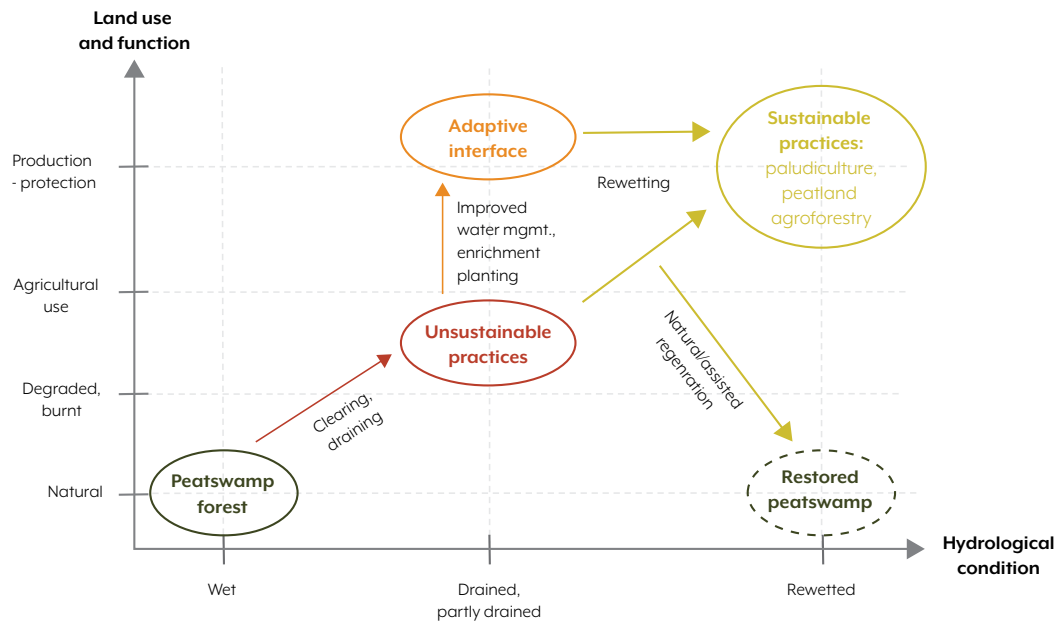 Land use
and function
Production
- protection
Agricultural
use
Degraded,
burnt
Natural
Adaptive
interface
Sustainable
practices:
paludiculture,
peatland
agroforestry
Rewetting
Improved
water mgmt.,
enrichment
planting
Unsustainable
practices
Natural/assisted
regenration
Clearing,
draining
Peatswamp
forest
Restored
peatswamp
Hydrological
condition
Wet
Drained,
partly drained
Rewetted